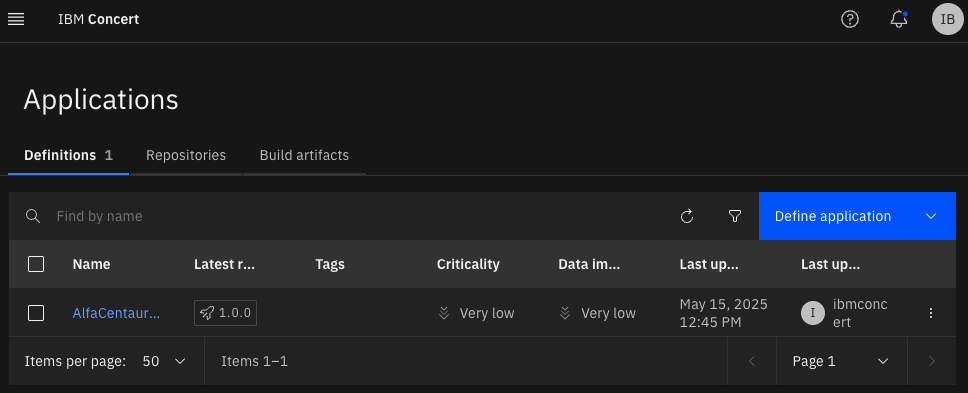 IBM Concert
IB
Applications
Definitions 1 Repositories Build artifacts
Find by name
Define application
Name Latest r... Tags Criticality Data im... Last up... Last up...
AlfaCentaur... 1.0.0 Very low Very low May 15, 2025 12:45 PM I ibmconcert
Items per page: 50 Items 1–1 Page 1